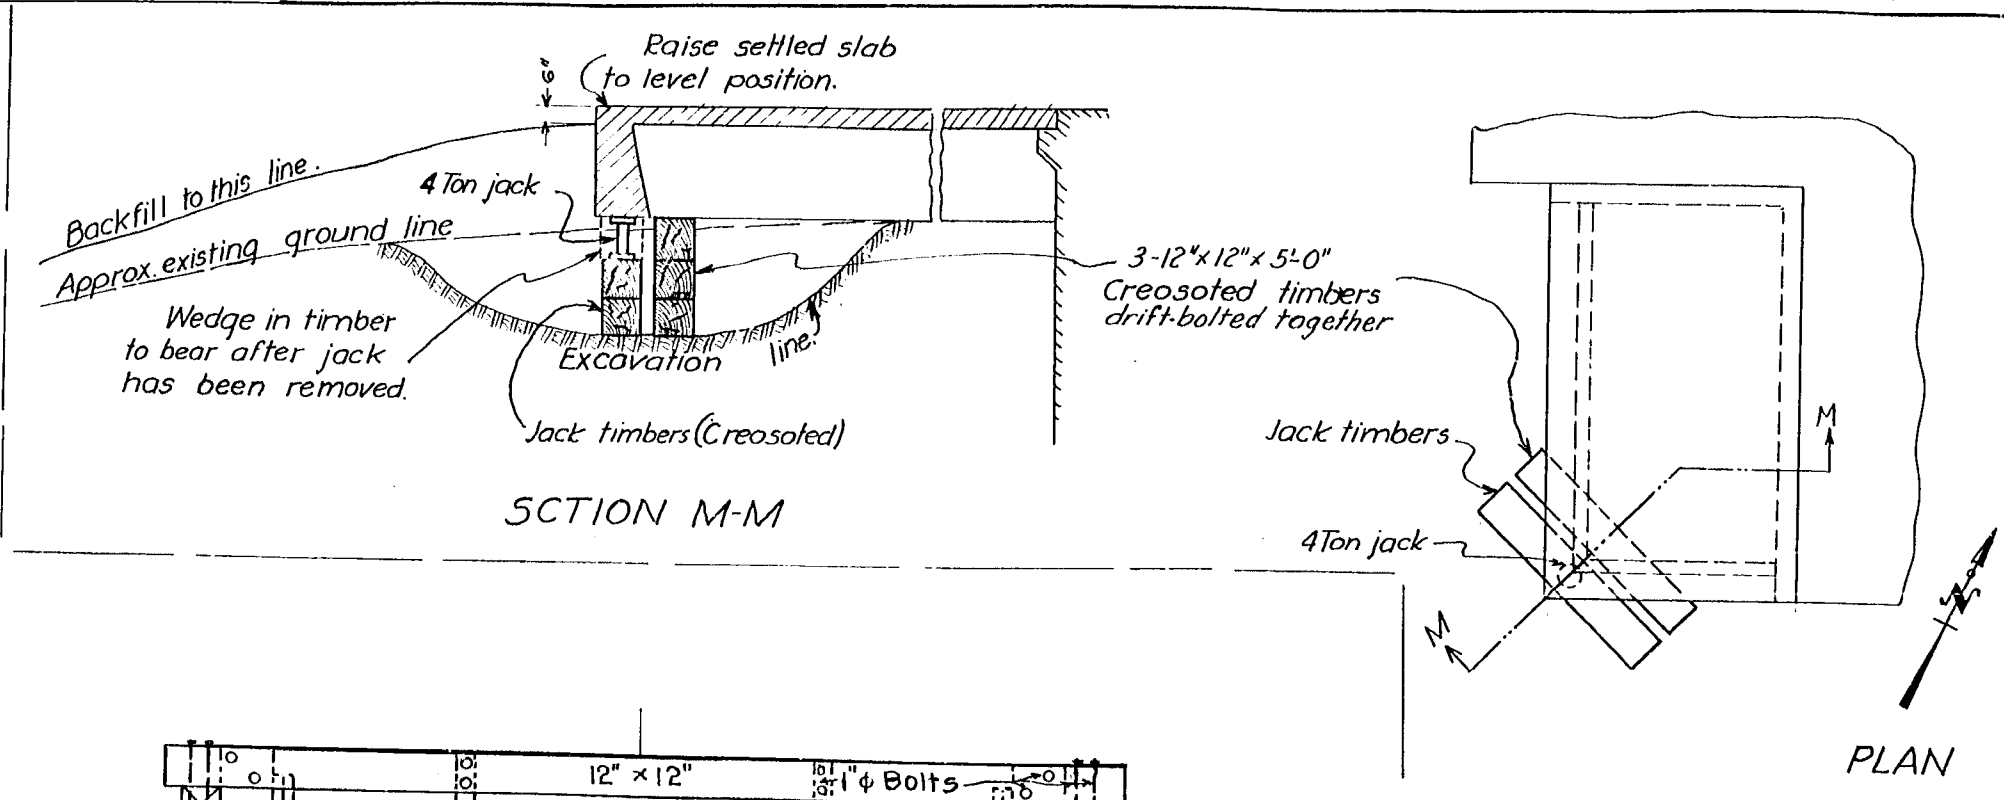 Raise settled slab
to level position.
6"
Backfill to this line.
4 Ton jack
Approx. existing ground line
Wedge in timber
to bear after jack
has been removed.
Excavation line.
Jack timbers (Creosoted)
3-12"x12"x5'-0"
Creosoted timbers
drift-bolted together
SCTION M-M
Jack timbers
4 Ton jack
M
M
N
PLAN
12" x 12"
1"φ Bolts